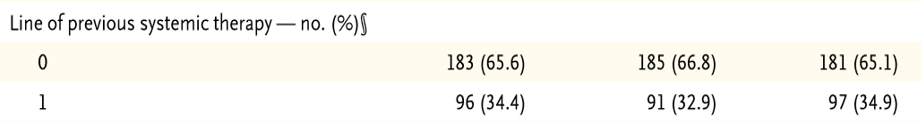 Line of previous systemic therapy — no. (%)§
0 183 (65.6) 185 (66.8) 181 (65.1)
1 96 (34.4) 91 (32.9) 97 (34.9)